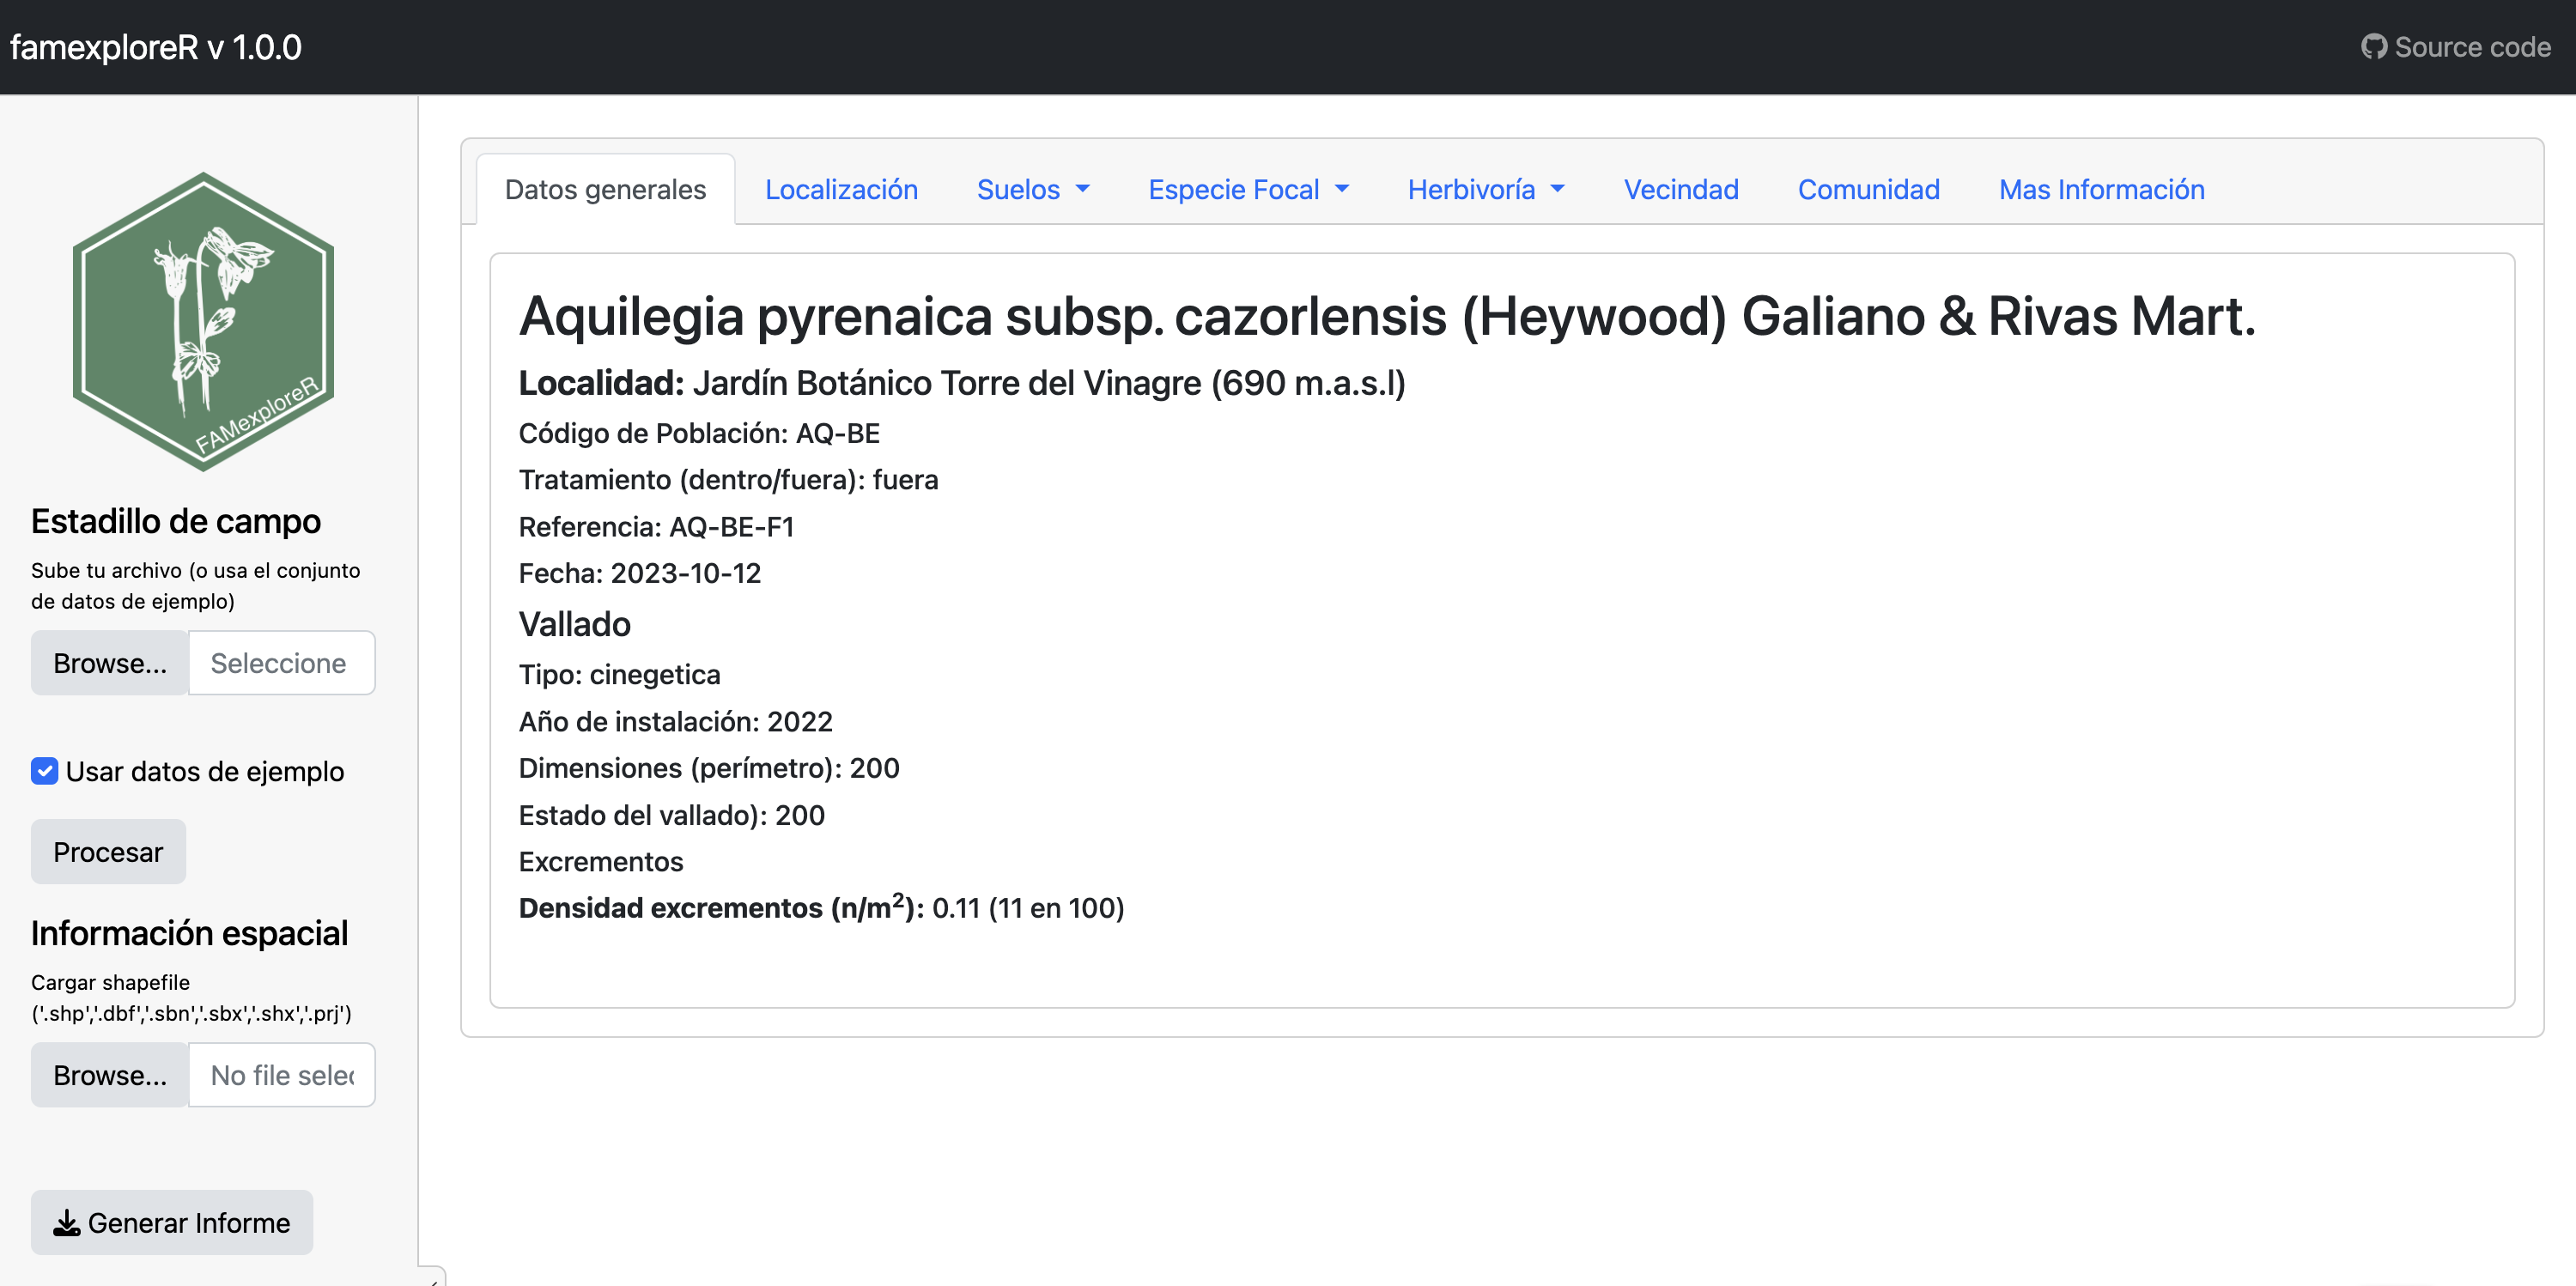 famexploreR v 1.0.0
Source code
FAMexploreR
Estadillo de campo
Sube tu archivo (o usa el conjunto
de datos de ejemplo)
Browse... Seleccione
Usar datos de ejemplo
Procesar
Información espacial
Cargar shapefile
('.shp','.dbf','.sbn','.sbx','.shx','.prj')
Browse... No file selec
Generar Informe
Datos generales Localización Suelos Especie Focal Herbivoría Vecindad Comunidad Mas Información
Aquilegia pyrenaica subsp. cazorlensis (Heywood) Galiano & Rivas Mart.
Localidad: Jardín Botánico Torre del Vinagre (690 m.a.s.l)
Código de Población: AQ-BE
Tratamiento (dentro/fuera): fuera
Referencia: AQ-BE-F1
Fecha: 2023-10-12
Vallado
Tipo: cinegetica
Año de instalación: 2022
Dimensiones (perímetro): 200
Estado del vallado): 200
Excrementos
Densidad excrementos (n/m²): 0.11 (11 en 100)